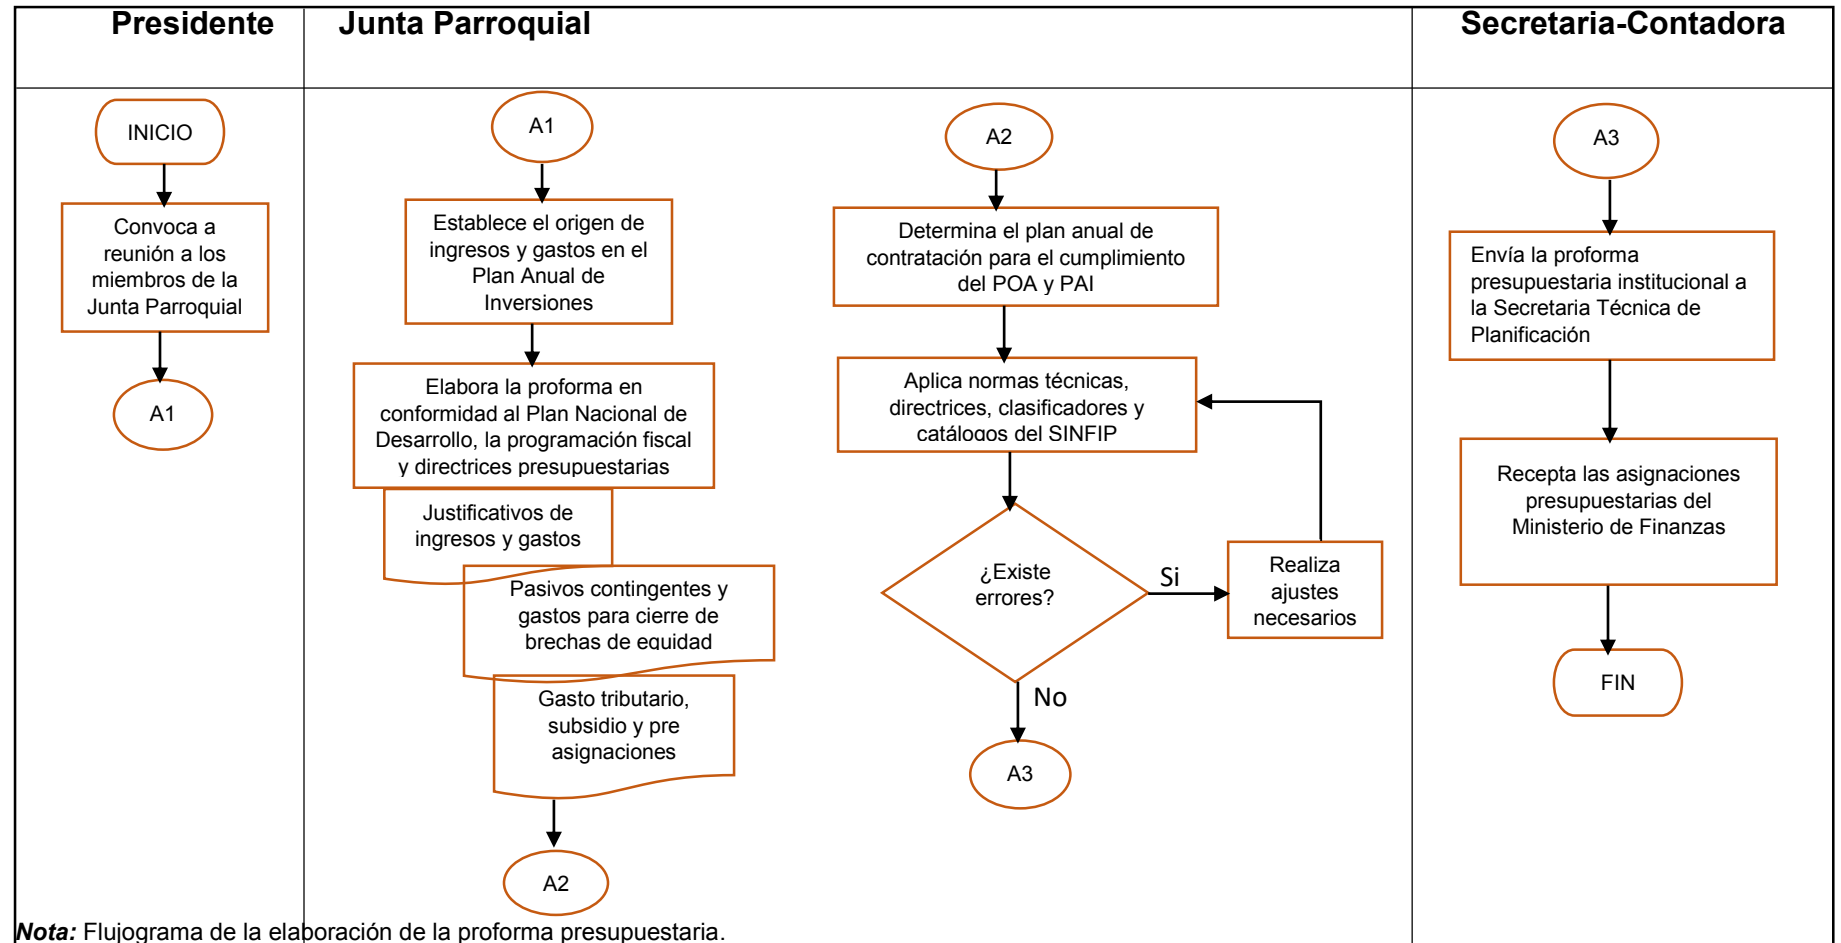 Presidente
Junta Parroquial
Secretaria-Contadora
INICIO
Convoca a
reunión a los
miembros de la
Junta Parroquial
A1
A1
Establece el origen de
ingresos y gastos en el
Plan Anual de
Inversiones
Elabora la proforma en
conformidad al Plan Nacional de
Desarrollo, la programación fiscal
y directrices presupuestarias
Justificativos de
ingresos y gastos
Pasivos contingentes y
gastos para cierre de
brechas de equidad
Gasto tributario,
subsidio y pre
asignaciones
A2
A2
Determina el plan anual de
contratación para el cumplimiento
del POA y PAI
Aplica normas técnicas,
directrices, clasificadores y
catálogos del SINFIP
¿Existe
errores?
Si
Realiza
ajustes
necesarios
No
A3
A3
Envía la proforma
presupuestaria institucional a
la Secretaria Técnica de
Planificación
Recepta las asignaciones
presupuestarias del
Ministerio de Finanzas
FIN
Nota: Flujograma de la elaboración de la proforma presupuestaria.